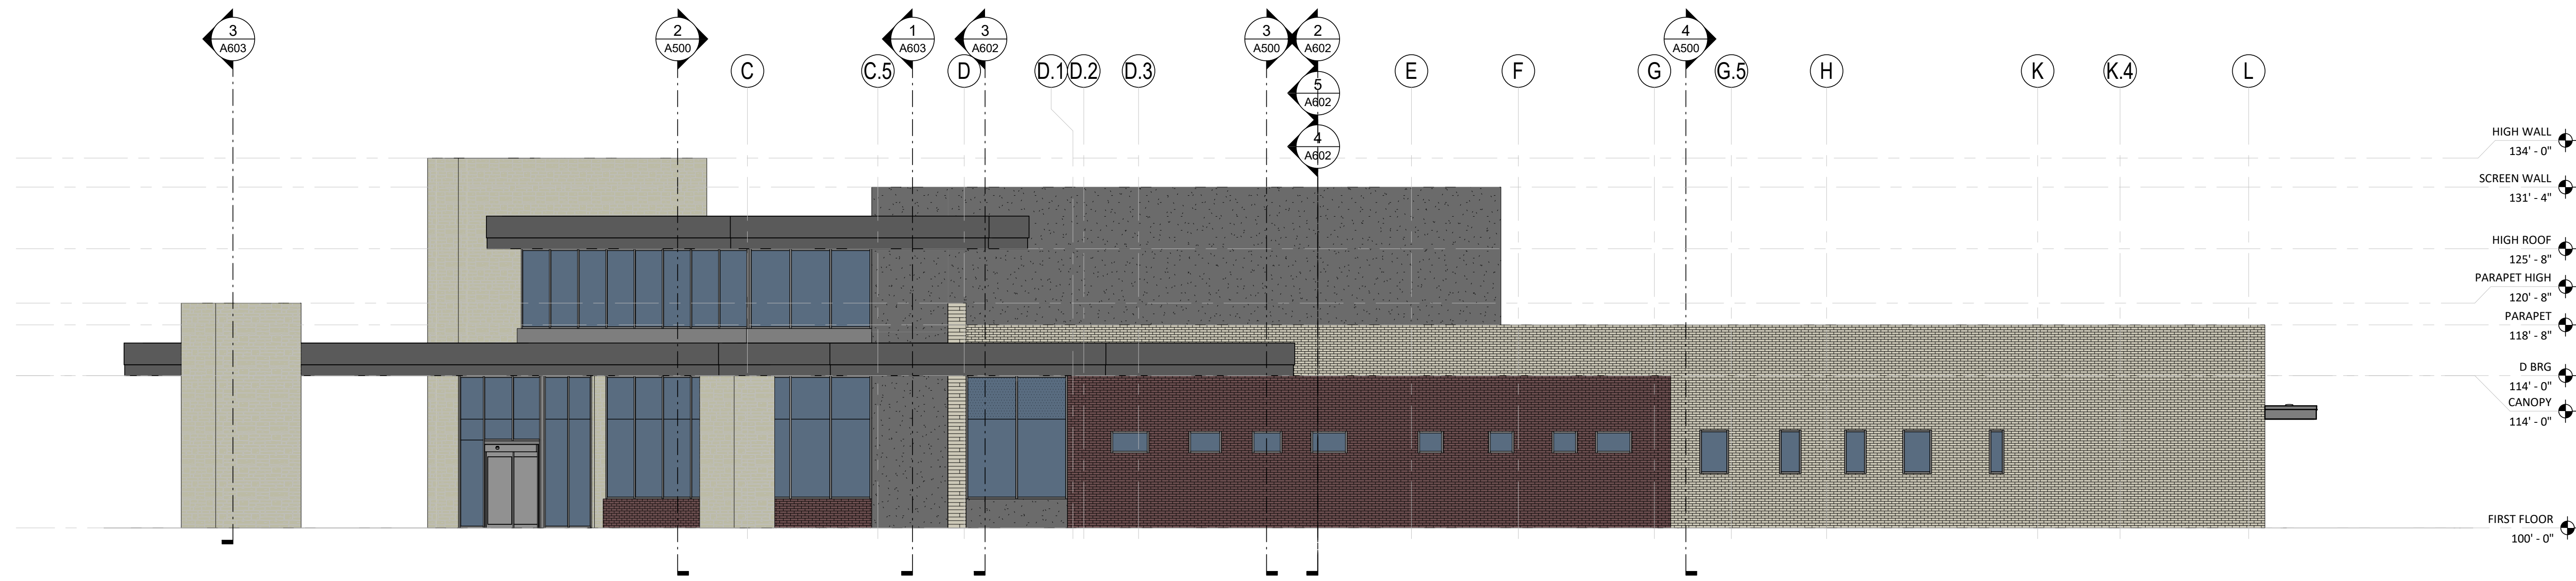 3
A603
2
A500
1
A603
3
A602
3
A500
2
A602
4
A500
C
C.5
D
D.1
D.2
D.3
5
A602
E
F
G
G.5
H
K
K.4
L
4
A602
HIGH WALL
134' - 0"
SCREEN WALL
131' - 4"
HIGH ROOF
125' - 8"
PARAPET HIGH
120' - 8"
PARAPET
118' - 8"
D BRG
114' - 0"
CANOPY
114' - 0"
FIRST FLOOR
100' - 0"